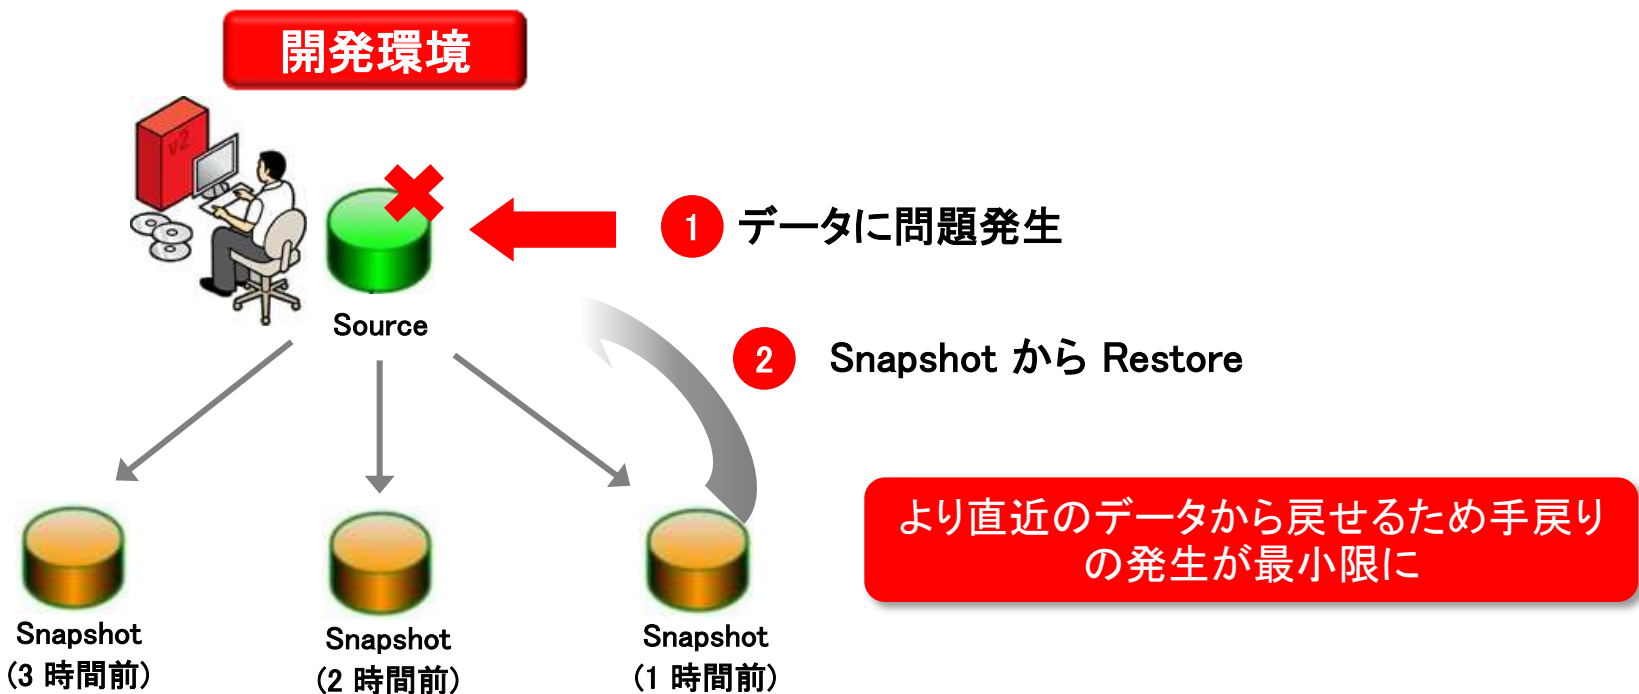 開発環境
v2
1 データに問題発生
Source
2 Snapshot から Restore
より直近のデータから戻せるため手戻り
の発生が最小限に
Snapshot
(3 時間前)
Snapshot
(2 時間前)
Snapshot
(1 時間前)